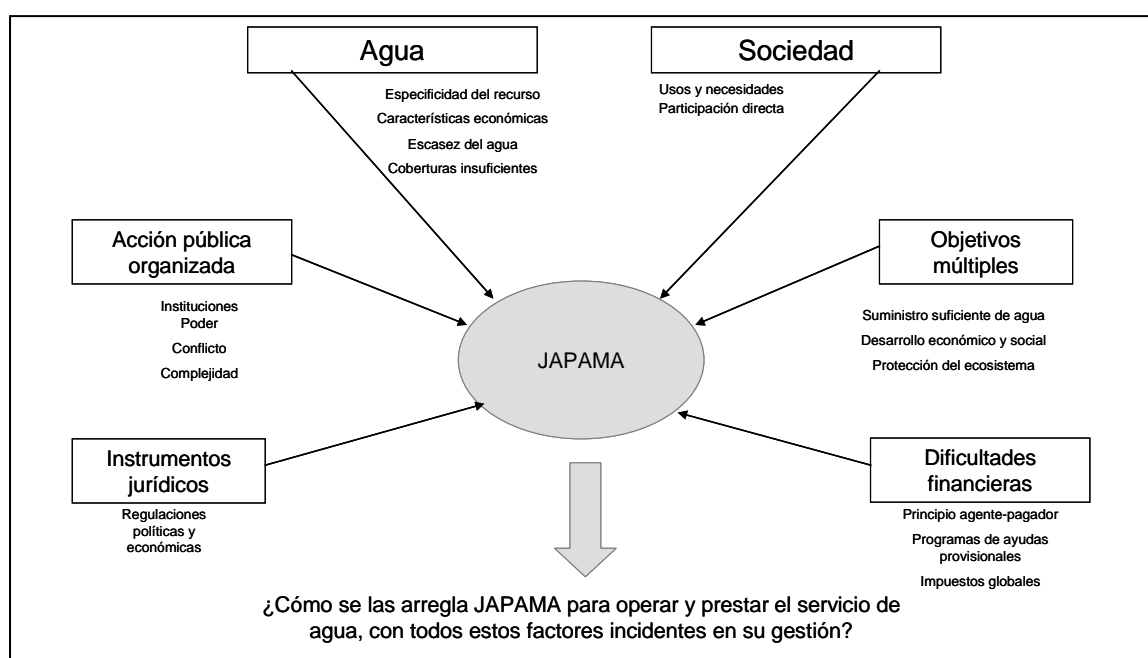 Agua
Especificidad del recurso
Características económicas
Escasez del agua
Coberturas insuficientes
Sociedad
Usos y necesidades
Participación directa
Acción pública
organizada
Instituciones
Poder
Conflicto
Complejidad
Objetivos
múltiples
Suministro suficiente de agua
Desarrollo económico y social
Protección del ecosistema
JAPAMA
Instrumentos
jurídicos
Regulaciones
políticas y
económicas
Dificultades
financieras
Principio agente-pagador
Programas de ayudas
provisionales
Impuestos globales
¿Cómo se las arregla JAPAMA para operar y prestar el servicio de
agua, con todos estos factores incidentes en su gestión?